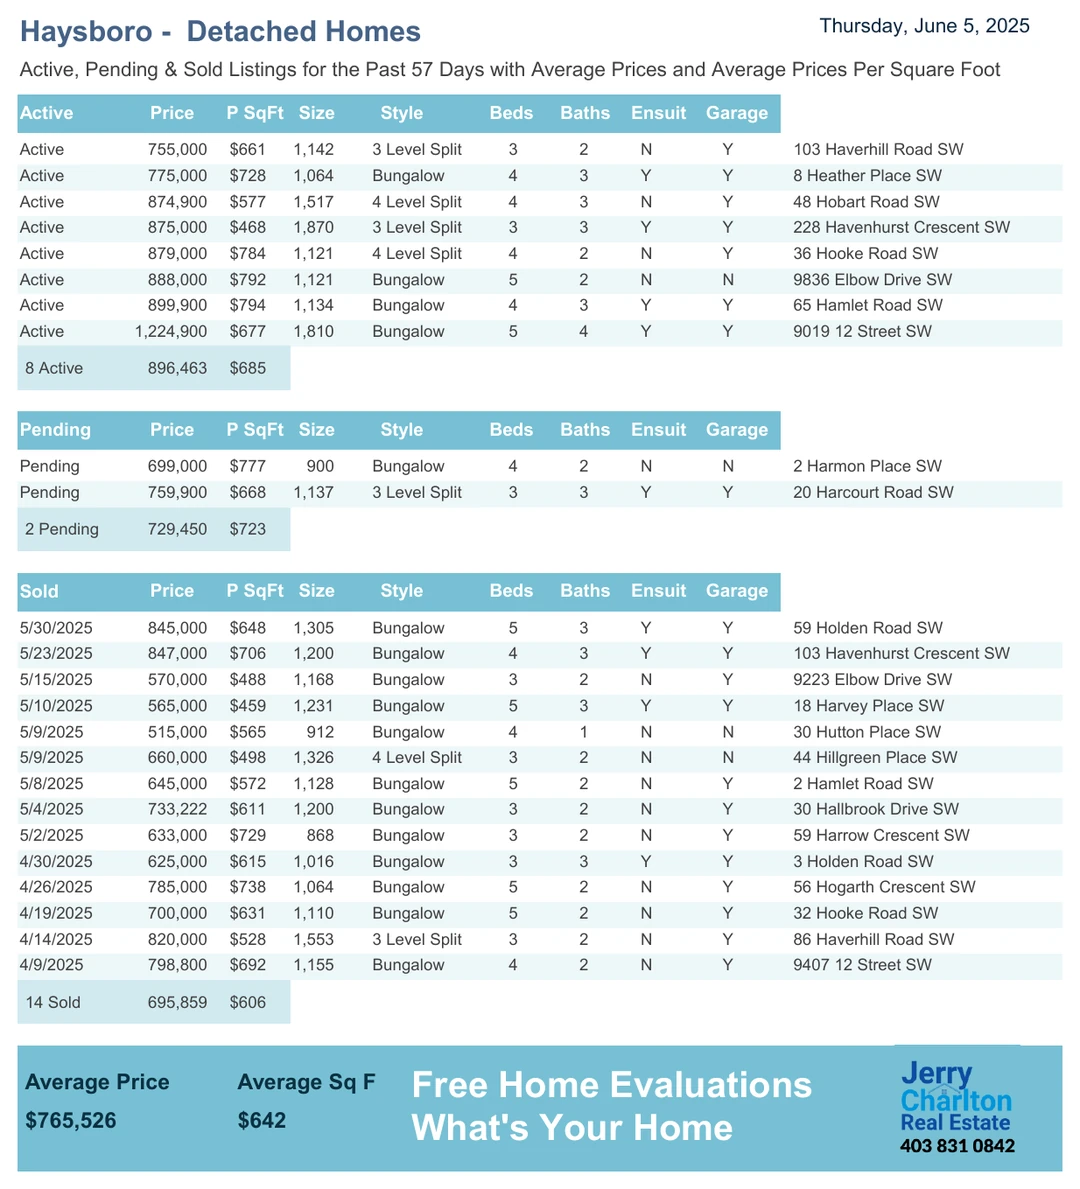 Haysboro -  Detached Homes
Thursday, June 5, 2025
Active, Pending & Sold Listings for the Past 57 Days with Average Prices and Average Prices Per Square Foot
Active Price P SqFt Size Style Beds Baths Ensuit Garage
Active 755,000 $661 1,142 3 Level Split 3 2 N Y 103 Haverhill Road SW
Active 775,000 $728 1,064 Bungalow 4 3 Y Y 8 Heather Place SW
Active 874,900 $577 1,517 4 Level Split 4 3 N Y 48 Hobart Road SW
Active 875,000 $468 1,870 3 Level Split 3 3 Y Y 228 Havenhurst Crescent SW
Active 879,000 $784 1,121 4 Level Split 4 2 N Y 36 Hooke Road SW
Active 888,000 $792 1,121 Bungalow 5 2 N N 9836 Elbow Drive SW
Active 899,900 $794 1,134 Bungalow 4 3 Y Y 65 Hamlet Road SW
Active 1,224,900 $677 1,810 Bungalow 5 4 Y Y 9019 12 Street SW
8 Active 896,463 $685
Pending Price P SqFt Size Style Beds Baths Ensuit Garage
Pending 699,000 $777 900 Bungalow 4 2 N N 2 Harmon Place SW
Pending 759,900 $668 1,137 3 Level Split 3 3 Y Y 20 Harcourt Road SW
2 Pending 729,450 $723
Sold Price P SqFt Size Style Beds Baths Ensuit Garage
5/30/2025 845,000 $648 1,305 Bungalow 5 3 Y Y 59 Holden Road SW
5/23/2025 847,000 $706 1,200 Bungalow 4 3 Y Y 103 Havenhurst Crescent SW
5/15/2025 570,000 $488 1,168 Bungalow 3 2 N Y 9223 Elbow Drive SW
5/10/2025 565,000 $459 1,231 Bungalow 5 3 Y Y 18 Harvey Place SW
5/9/2025 515,000 $565 912 Bungalow 4 1 N N 30 Hutton Place SW
5/9/2025 660,000 $498 1,326 4 Level Split 3 2 N N 44 Hillgreen Place SW
5/8/2025 645,000 $572 1,128 Bungalow 5 2 N Y 2 Hamlet Road SW
5/4/2025 733,222 $611 1,200 Bungalow 3 2 N Y 30 Hallbrook Drive SW
5/2/2025 633,000 $729 868 Bungalow 3 2 N Y 59 Harrow Crescent SW
4/30/2025 625,000 $615 1,016 Bungalow 3 3 Y Y 3 Holden Road SW
4/26/2025 785,000 $738 1,064 Bungalow 5 2 N Y 56 Hogarth Crescent SW
4/19/2025 700,000 $631 1,110 Bungalow 5 2 N Y 32 Hooke Road SW
4/14/2025 820,000 $528 1,553 3 Level Split 3 2 N Y 86 Haverhill Road SW
4/9/2025 798,800 $692 1,155 Bungalow 4 2 N Y 9407 12 Street SW
14 Sold 695,859 $606
Average Price Average Sq F
$765,526 $642
Free Home Evaluations
What's Your Home
Jerry
Charlton
Real Estate
403 831 0842